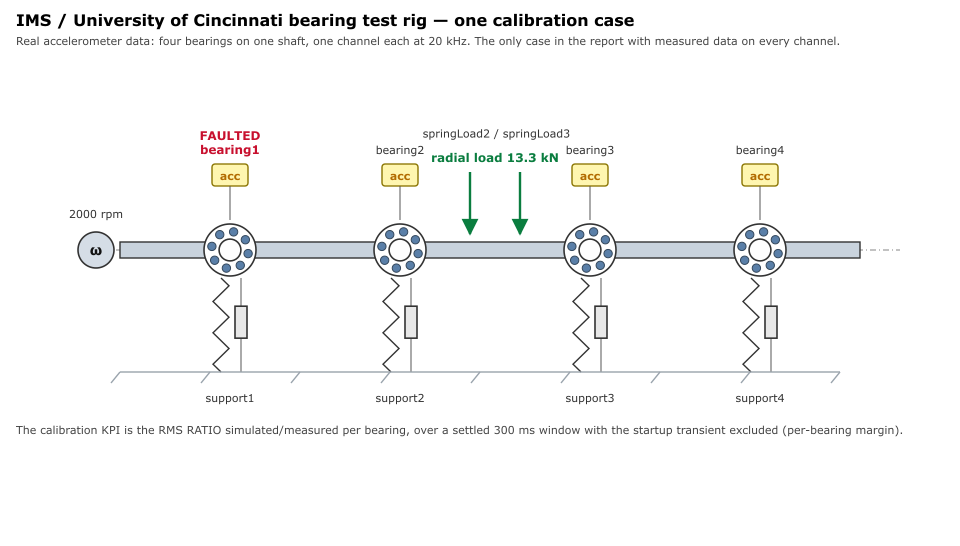 IMS / University of Cincinnati bearing test rig — one calibration case
Real accelerometer data: four bearings on one shaft, one channel each at 20 kHz. The only case in the report with measured data on every channel.
springLoad2 / springLoad3
FAULTED
bearing1
bearing2
radial load 13.3 kN
bearing3
bearing4
acc
acc
acc
acc
2000 rpm
ω
support1
support2
support3
support4
The calibration KPI is the RMS RATIO simulated/measured per bearing, over a settled 300 ms window with the startup transient excluded (per-bearing margin).